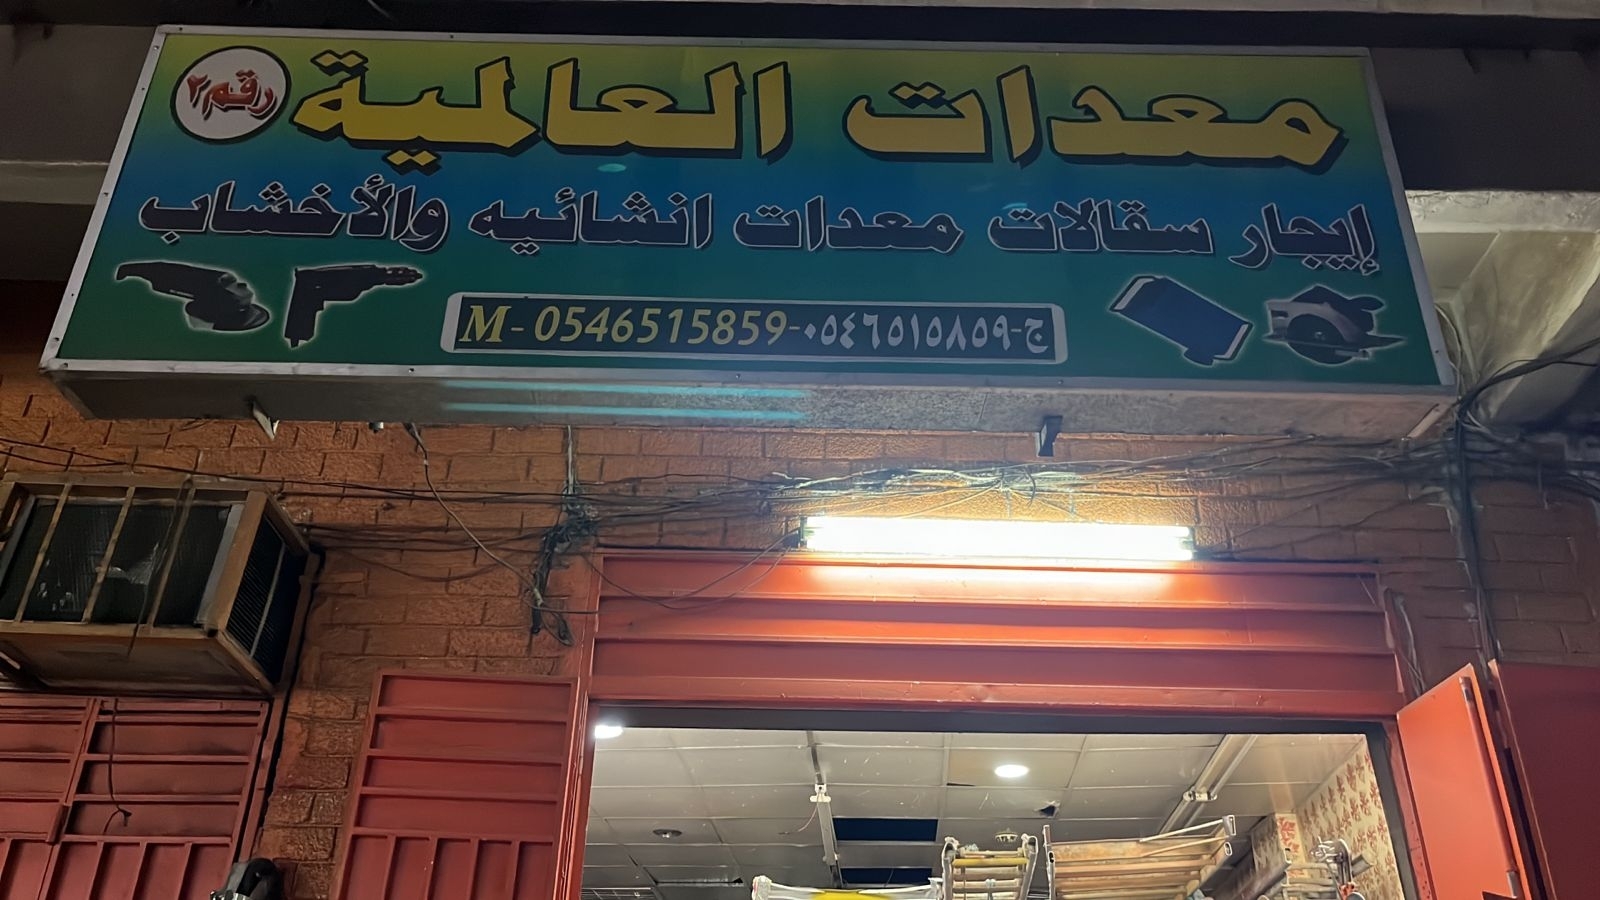 معدات العالمية رقم ٢
إيجار سقالات معدات انشائيه والأخشاب
M - 0546515859 - ٠٥٤٦٥١٥٨٥٩ - ج